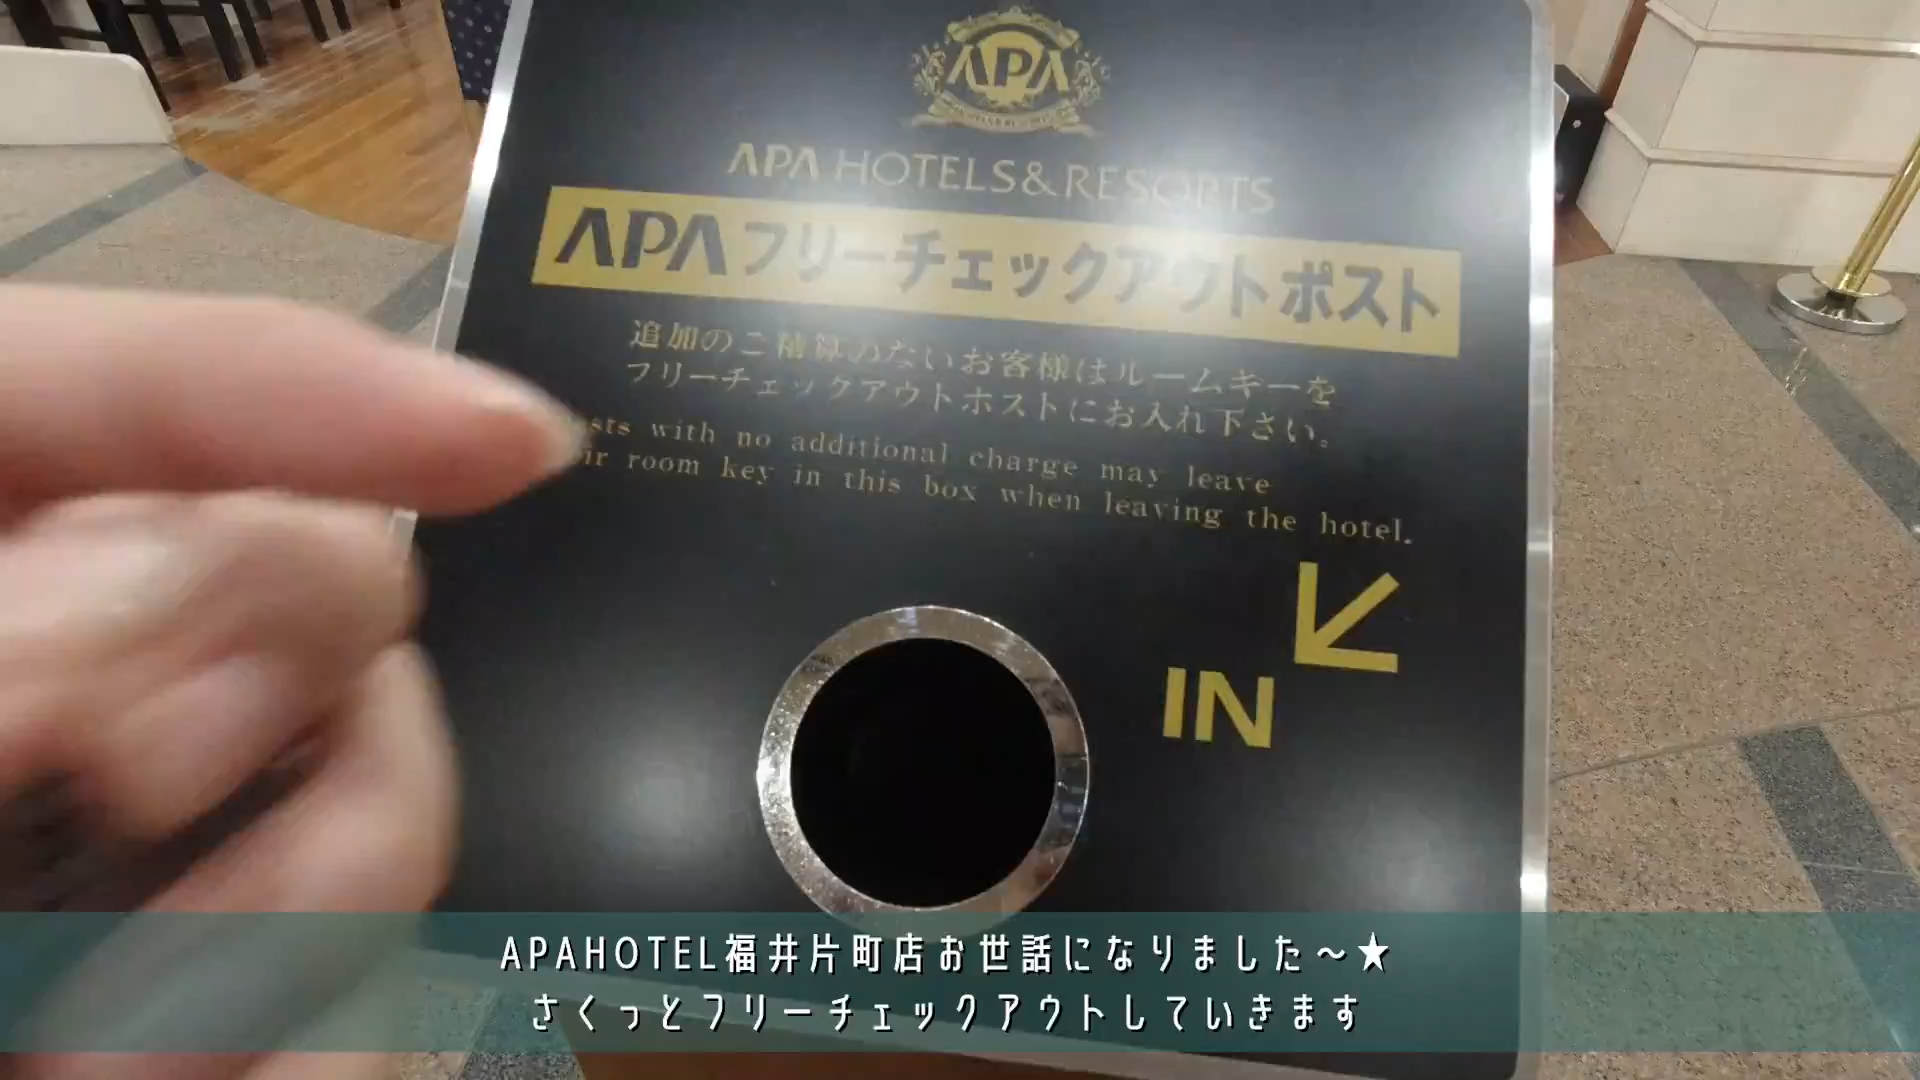 APA
APA HOTELS&RESORTS
APAフリーチェックアウトポスト
追加のご精算のないお客様はルームキーを
フリーチェックアウトポストにお入れ下さい。
with no additional charge may leave
room key in this box when leaving the hotel.
IN
APAHOTEL福井片町店お世話になりました～★
さくっとフリーチェックアウトしていきます